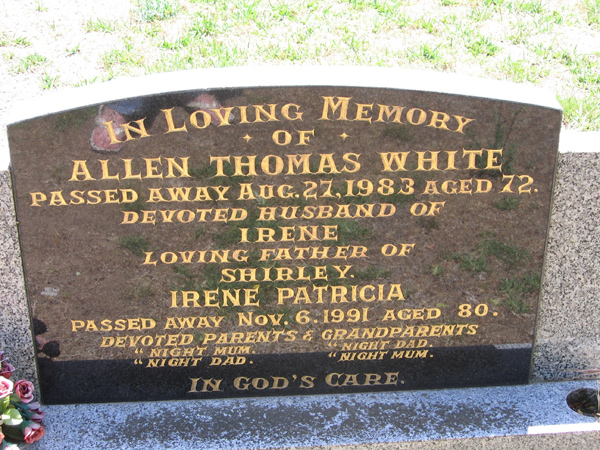 IN LOVING MEMORY
OF
ALLEN THOMAS WHITE
PASSED AWAY AUG. 27, 1983 AGED 72.
DEVOTED HUSBAND OF
IRENE
LOVING FATHER OF
SHIRLEY.
IRENE PATRICIA
PASSED AWAY NOV. 6. 1991 AGED 80.
DEVOTED PARENTS & GRANDPARENTS
“NIGHT MUM. “NIGHT DAD.
“NIGHT DAD. “NIGHT MUM.
IN GOD'S CARE.